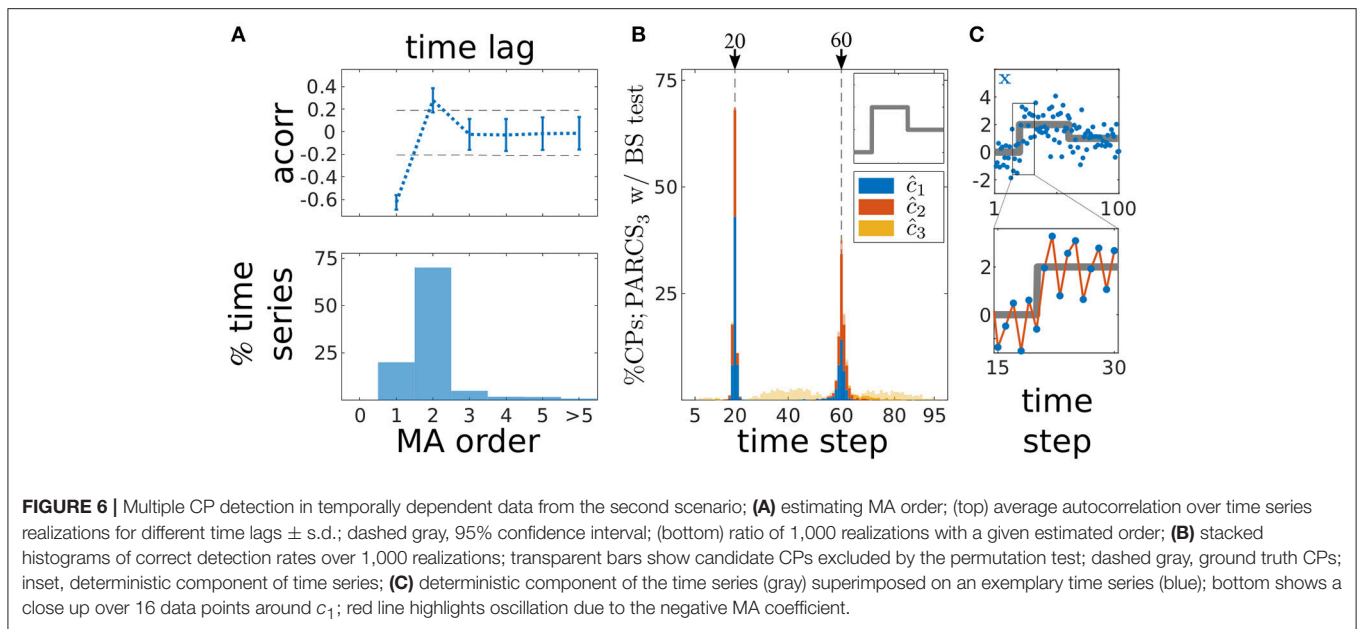 A
time lag
acorr
0.4
0.2
0
-0.2
-0.4
-0.6
% time
series
75
50
25
0 1 2 3 4 5 >5
MA order
B
20 60
%CPs; PARCS3 w/ BS test
75
50
25
ĉ1
ĉ2
ĉ3
5 20 40 60 80 95
time step
C
x
4
2
0
-2
1 100
2
0
15 30
time
step
FIGURE 6 | Multiple CP detection in temporally dependent data from the second scenario; (A) estimating MA order; (top) average autocorrelation over time series
realizations for different time lags ± s.d.; dashed gray, 95% confidence interval; (bottom) ratio of 1,000 realizations with a given estimated order; (B) stacked
histograms of correct detection rates over 1,000 realizations; transparent bars show candidate CPs excluded by the permutation test; dashed gray, ground truth CPs;
inset, deterministic component of time series; (C) deterministic component of the time series (gray) superimposed on an exemplary time series (blue); bottom shows a
close up over 16 data points around c1; red line highlights oscillation due to the negative MA coefficient.